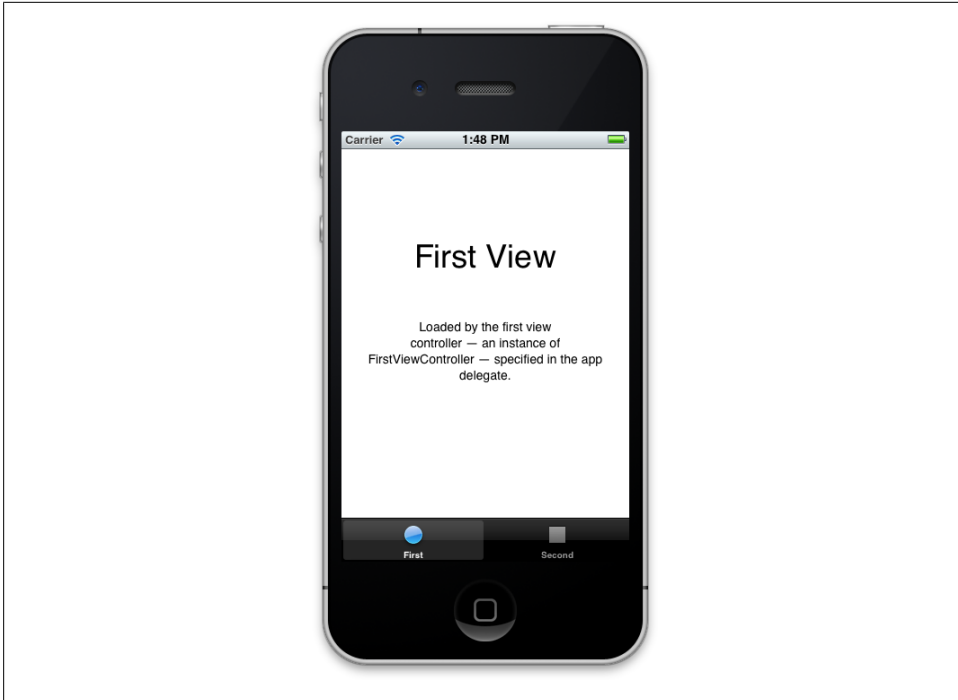 Carrier 1:48 PM
First View
Loaded by the first view
controller — an instance of
FirstViewController — specified in the app
delegate.
First Second